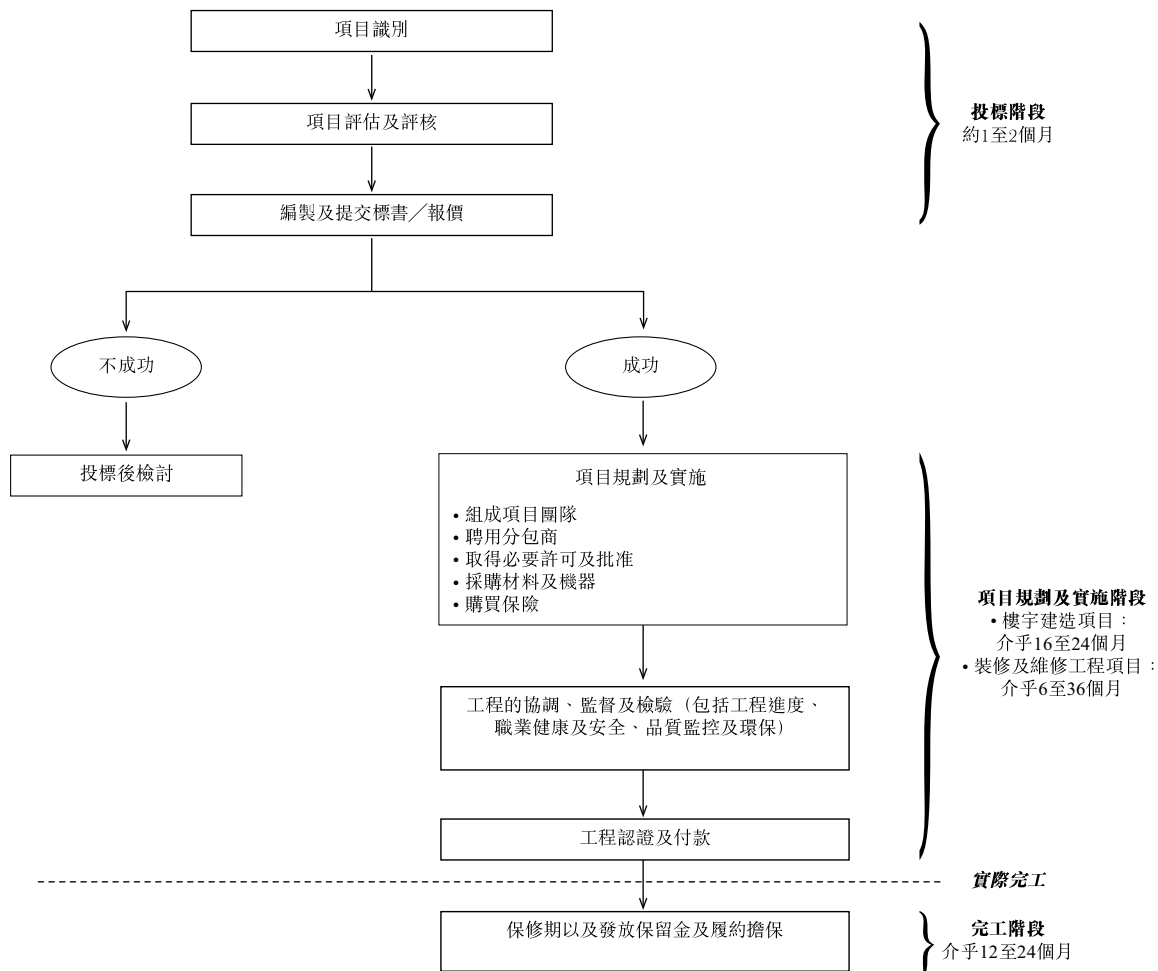 項目識別
項目評估及評核
編製及提交標書／報價
投標階段
約1至2個月
不成功
成功
投標後檢討
項目規劃及實施
• 組成項目團隊
• 聘用分包商
• 取得必要許可及批准
• 採購材料及機器
• 購買保險
項目規劃及實施階段
• 樓宇建造項目：
介乎16至24個月
• 裝修及維修工程項目：
介乎6至36個月
工程的協調、監督及檢驗（包括工程進度、
職業健康及安全、品質監控及環保）
工程認證及付款
實際完工
保修期以及發放保留金及履約擔保
完工階段
介乎12至24個月